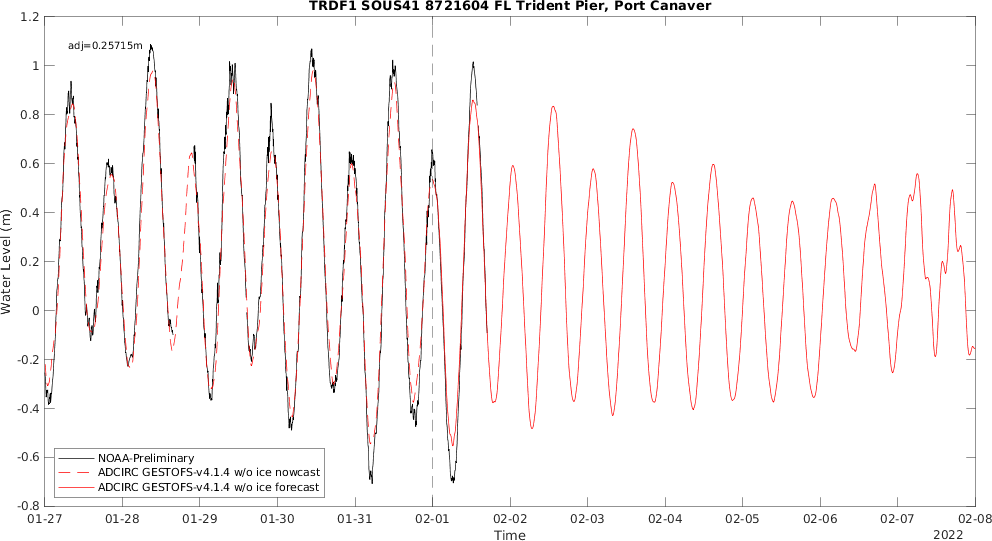 TRDF1 SOUS41 8721604 FL Trident Pier, Port Canaver
adj=0.25715m
1.2
1
0.8
0.6
0.4
0.2
0
-0.2
-0.4
-0.6
-0.8
Water Level (m)
NOAA-Preliminary
ADCIRC GESTOFS-v4.1.4 w/o ice nowcast
ADCIRC GESTOFS-v4.1.4 w/o ice forecast
01-27 01-28 01-29 01-30 01-31 02-01 02-02 02-03 02-04 02-05 02-06 02-07 02-08
Time
2022